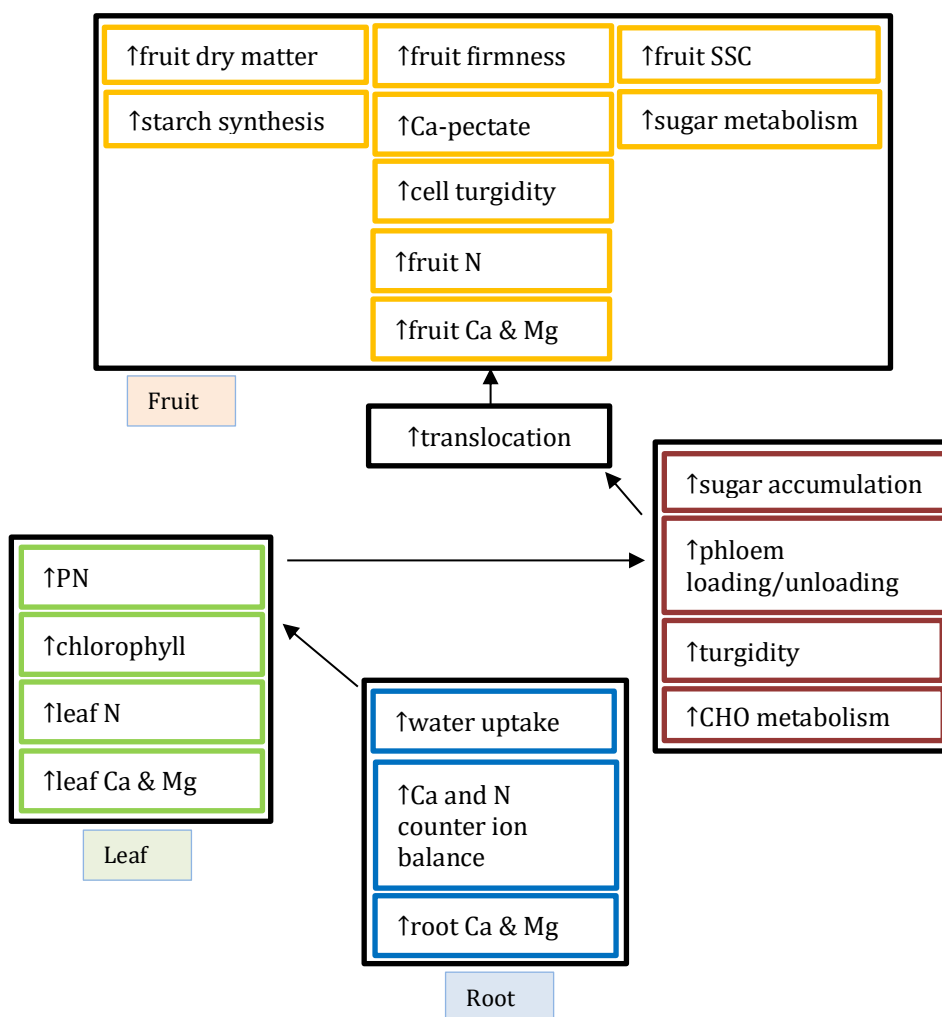 ↑fruit dry matter
↑starch synthesis
↑fruit firmness
↑Ca-pectate
↑cell turgidity
↑fruit N
↑fruit Ca & Mg
↑fruit SSC
↑sugar metabolism
Fruit
↑translocation
↑sugar accumulation
↑phloem
loading/unloading
↑turgidity
↑CHO metabolism
↑PN
↑chlorophyll
↑leaf N
↑leaf Ca & Mg
Leaf
↑water uptake
↑Ca and N
counter ion
balance
↑root Ca & Mg
Root